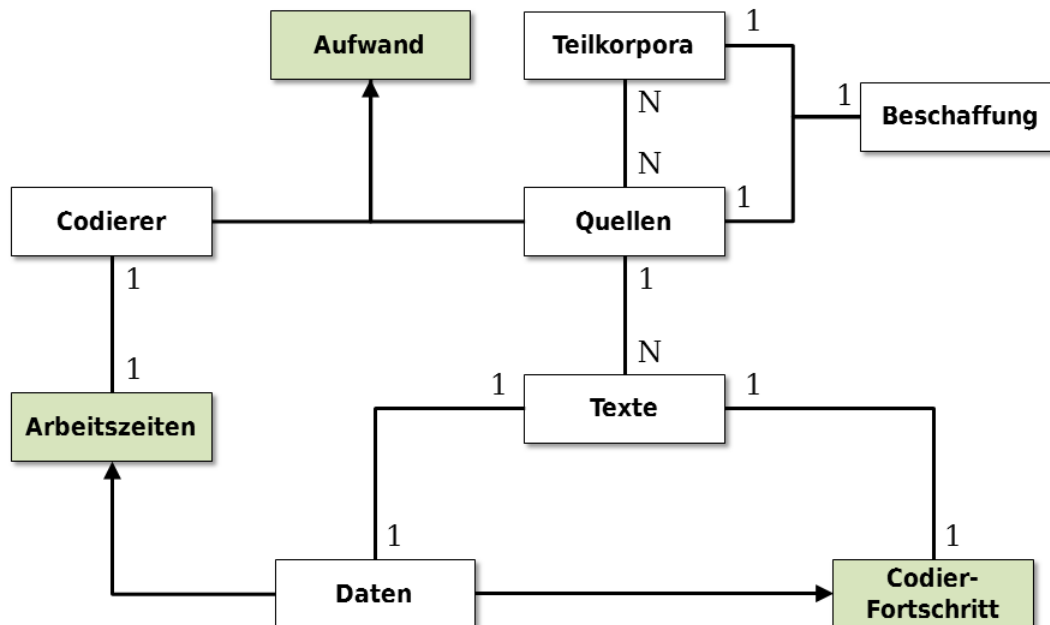 Aufwand
Teilkorpora
1
1
Beschaffung
N
N
Codierer
Quellen
1
1
1
N
1
Arbeitszeiten
1
Texte
1
1
1
Daten
Codier-
Fortschritt